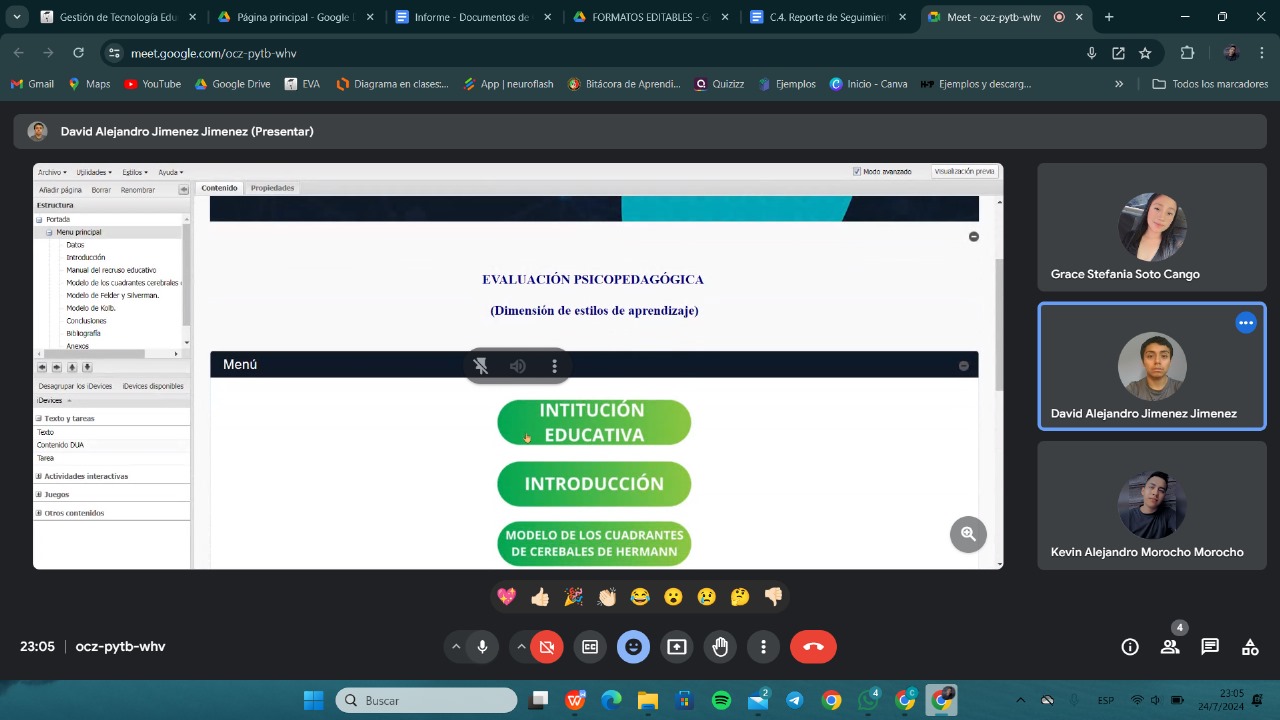 Gestión de Tecnología Edu
Página principal - Google
Informe - Documentos de
FORMATOS EDITABLES - G
C.4. Reporte de Seguimien
Meet - ocz-pytb-whv
meet.google.com/ocz-pytb-whv
Gmail
Maps
YouTube
Google Drive
EVA
Diagrama en clases:...
App | neuroflash
Bitácora de Aprendi...
Quizizz
Ejemplos
Inicio - Canva
Ejemplos y descarg...
Todos los marcadores
David Alejandro Jimenez Jimenez (Presentar)
Archivo
Utilidades
Estilos
Ayuda
Modo avanzado
Visualización previa
Añadir página
Borrar
Renombrar
Contenido
Propiedades
Estructura
Portada
Menu principal
Datos
Introducción
Manual del recruso educativo
Modelo de los cuadrantes cerebrales
Modelo de Felder y Silverman.
Modelo de Kolb.
Conclusiones
Bibliografía
Anexos
Desagrupar los iDevices
iDevices disponibles
iDevices
Texto y tareas
Texto
Contenido DUA
Tarea
Actividades interactivas
Juegos
Otros contenidos
EVALUACIÓN PSICOPEDAGÓGICA
(Dimensión de estilos de aprendizaje)
Menú
INTITUCIÓN
EDUCATIVA
INTRODUCCIÓN
MODELO DE LOS CUADRANTES
DE CEREBALES DE HERMANN
Grace Stefania Soto Cango
David Alejandro Jimenez Jimenez
Kevin Alejandro Morocho Morocho
23:05
ocz-pytb-whv
4
Buscar
2
4
ESP
23:05
24/7/2024